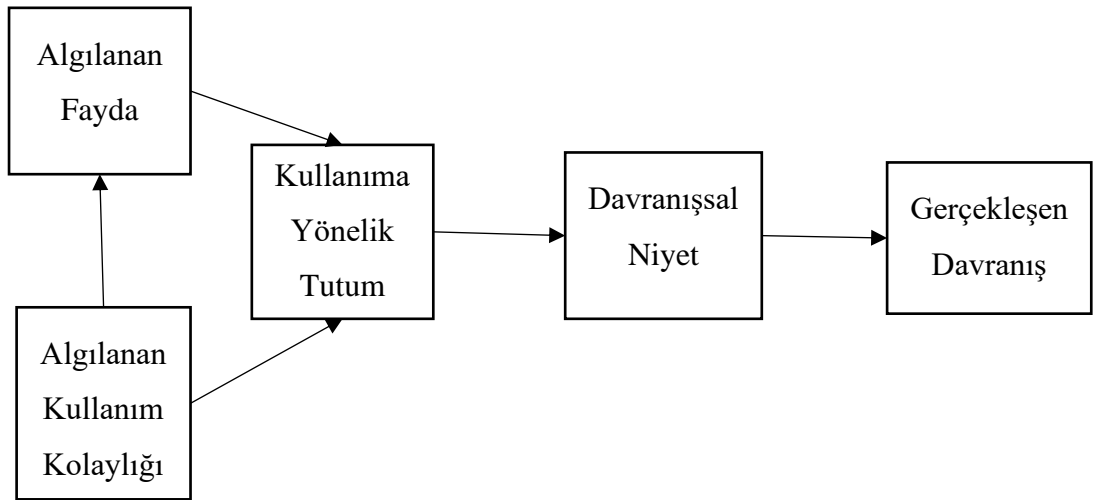 Algılanan
Fayda
Algılanan
Kullanım
Kolaylığı
Kullanıma
Yönelik
Tutum
Davranışsal
Niyet
Gerçekleşen
Davranış